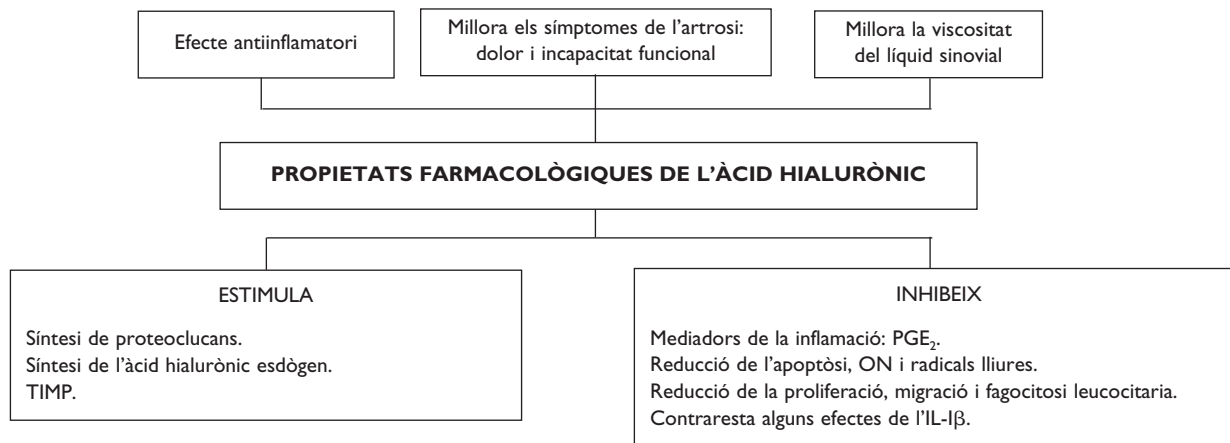 Efecte antiinflamatori
Millora els símptomes de l’artrosi:
dolor i incapacitat funcional
Millora la viscositat
del líquid sinovial
PROPIETATS FARMACOLÒGIQUES DE L’ÀCID HIALURÒNIC
ESTIMULA
Síntesi de proteoclucans.
Síntesi de l’àcid hialurònic esdògen.
TIMP.
INHIBEIX
Mediadors de la inflamació: PGE₂.
Reducció de l’apoptòsi, ON i radicals lliures.
Reducció de la proliferació, migració i fagocitosi leucocitaria.
Contraresta alguns efectes de l’IL-Iβ.